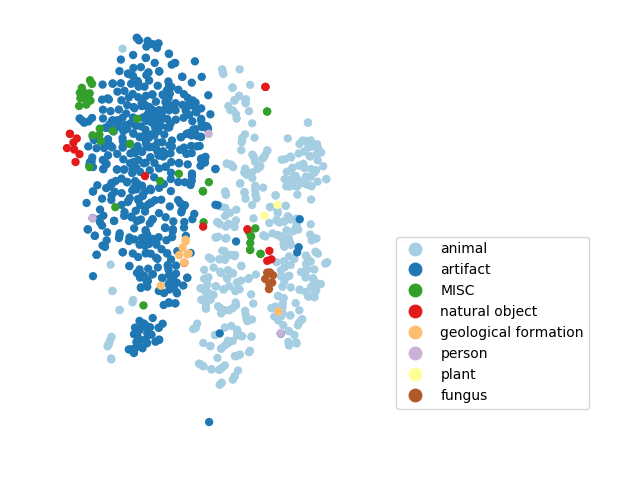 animal
artifact
MISC
natural object
geological formation
person
plant
fungus